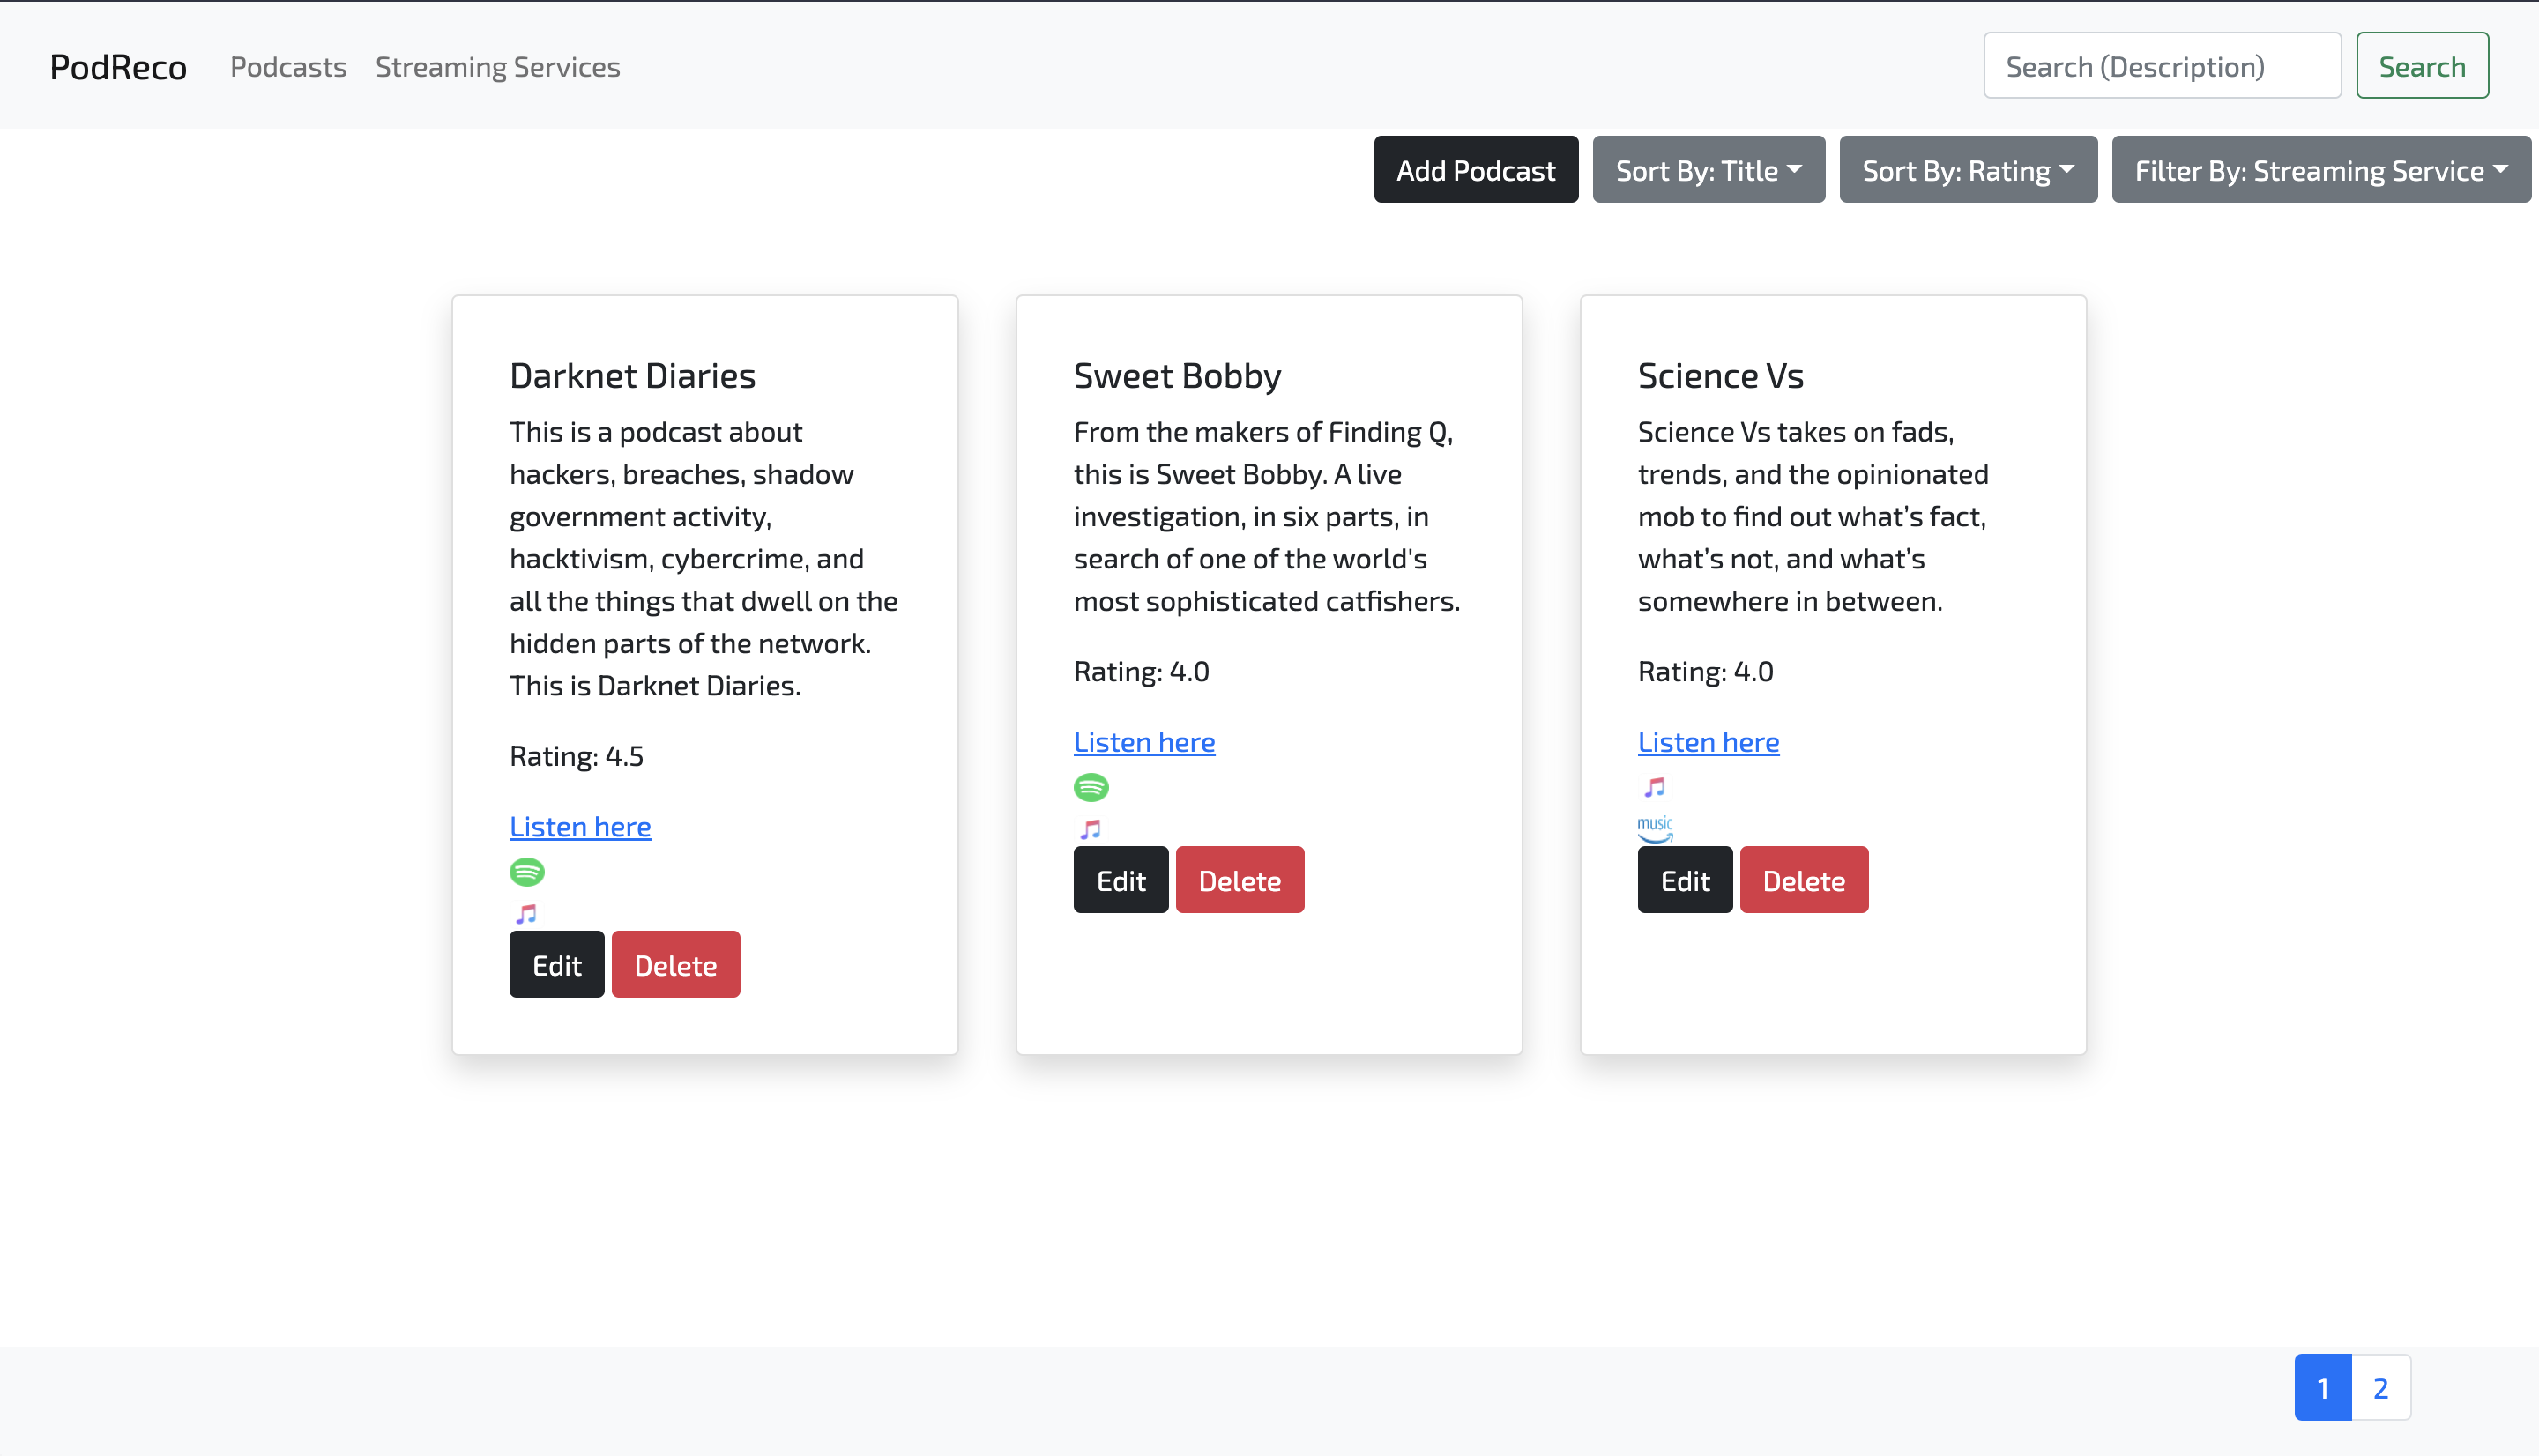 PodReco Podcasts Streaming Services Search (Description) Search
Add Podcast Sort By: Title Sort By: Rating Filter By: Streaming Service
Darknet Diaries
This is a podcast about
hackers, breaches, shadow
government activity,
hacktivism, cybercrime, and
all the things that dwell on the
hidden parts of the network.
This is Darknet Diaries.
Rating: 4.5
Listen here
Edit Delete
Sweet Bobby
From the makers of Finding Q,
this is Sweet Bobby. A live
investigation, in six parts, in
search of one of the world's
most sophisticated catfishers.
Rating: 4.0
Listen here
Edit Delete
Science Vs
Science Vs takes on fads,
trends, and the opinionated
mob to find out what’s fact,
what’s not, and what’s
somewhere in between.
Rating: 4.0
Listen here
music
Edit Delete
1 2